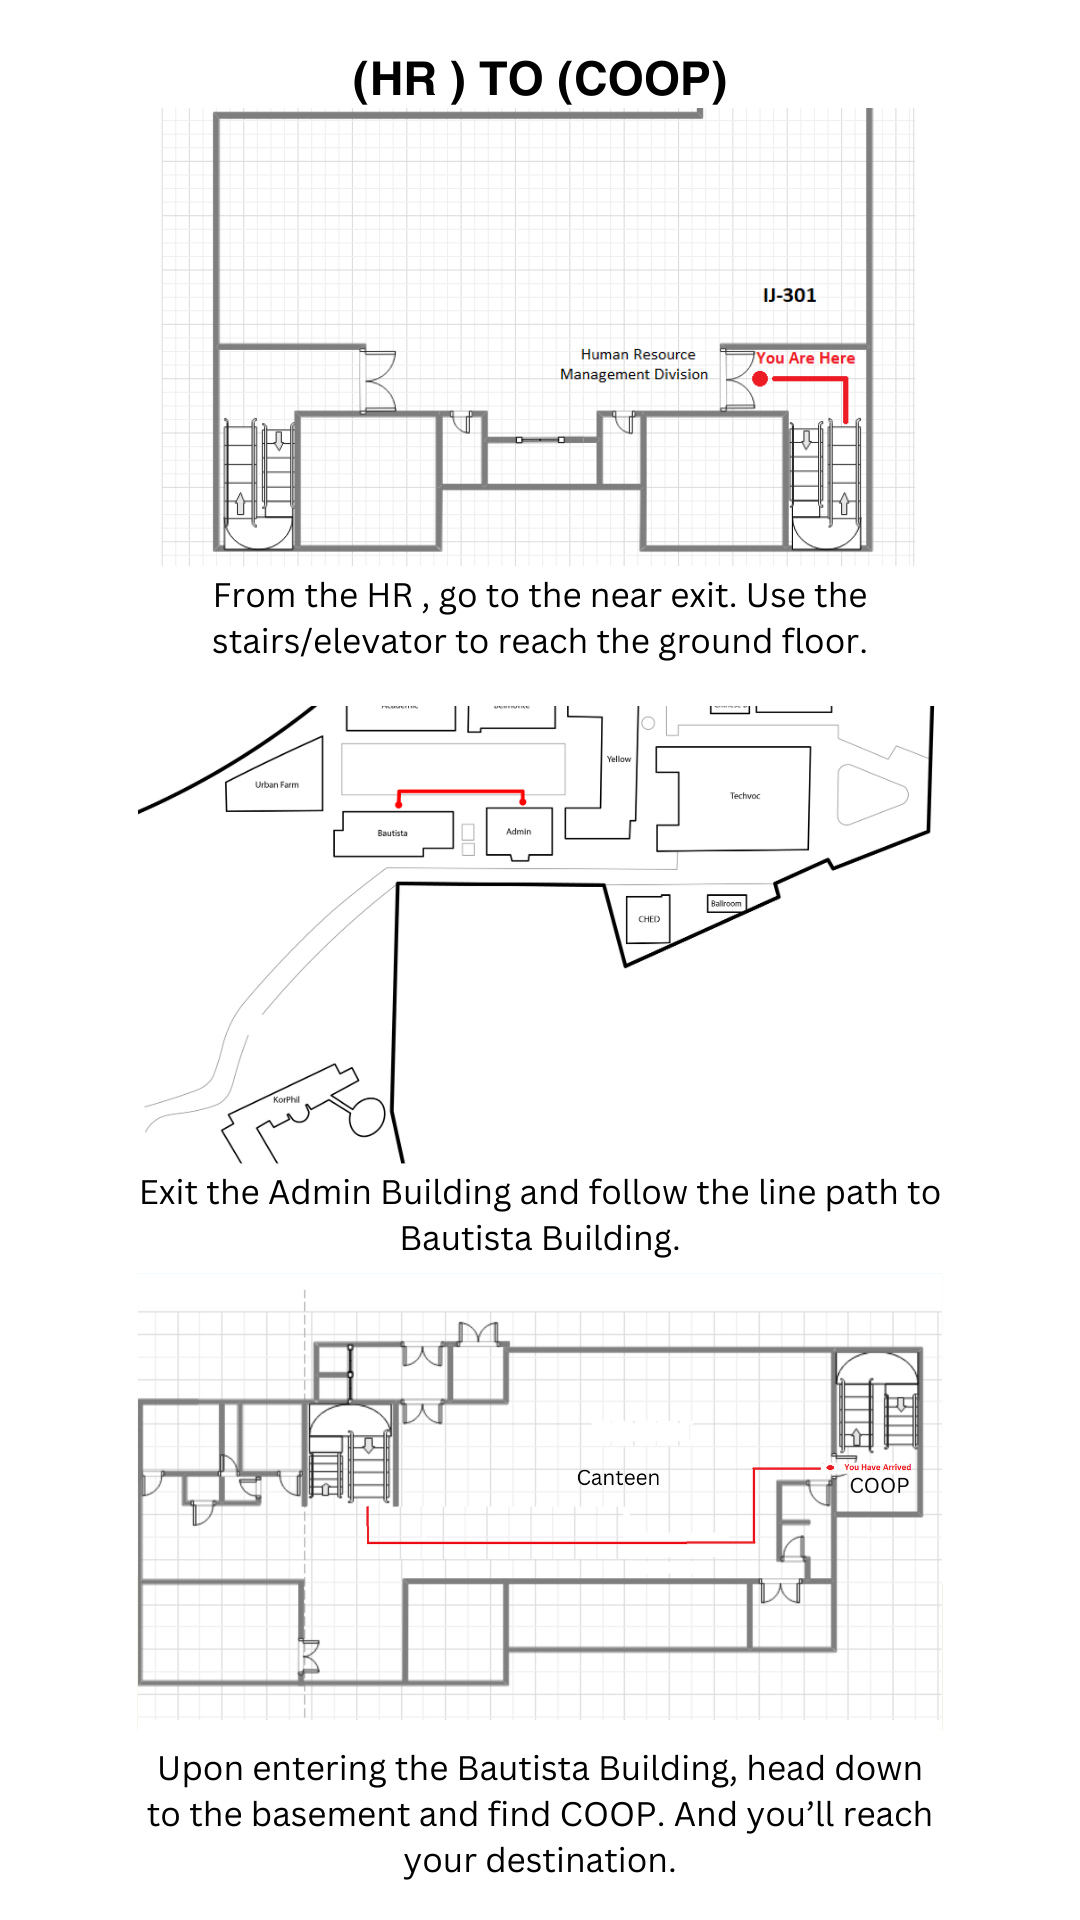 (HR ) TO (COOP)
IJ-301
Human Resource
Management Division
You Are Here
From the HR , go to the near exit. Use the
stairs/elevator to reach the ground floor.
Urban Farm
Yellow
Techvoc
Bautista
Admin
CHED
Ballroom
KorPhil
Exit the Admin Building and follow the line path to
Bautista Building.
Canteen
You Have Arrived
COOP
Upon entering the Bautista Building, head down
to the basement and find COOP. And you’ll reach
your destination.